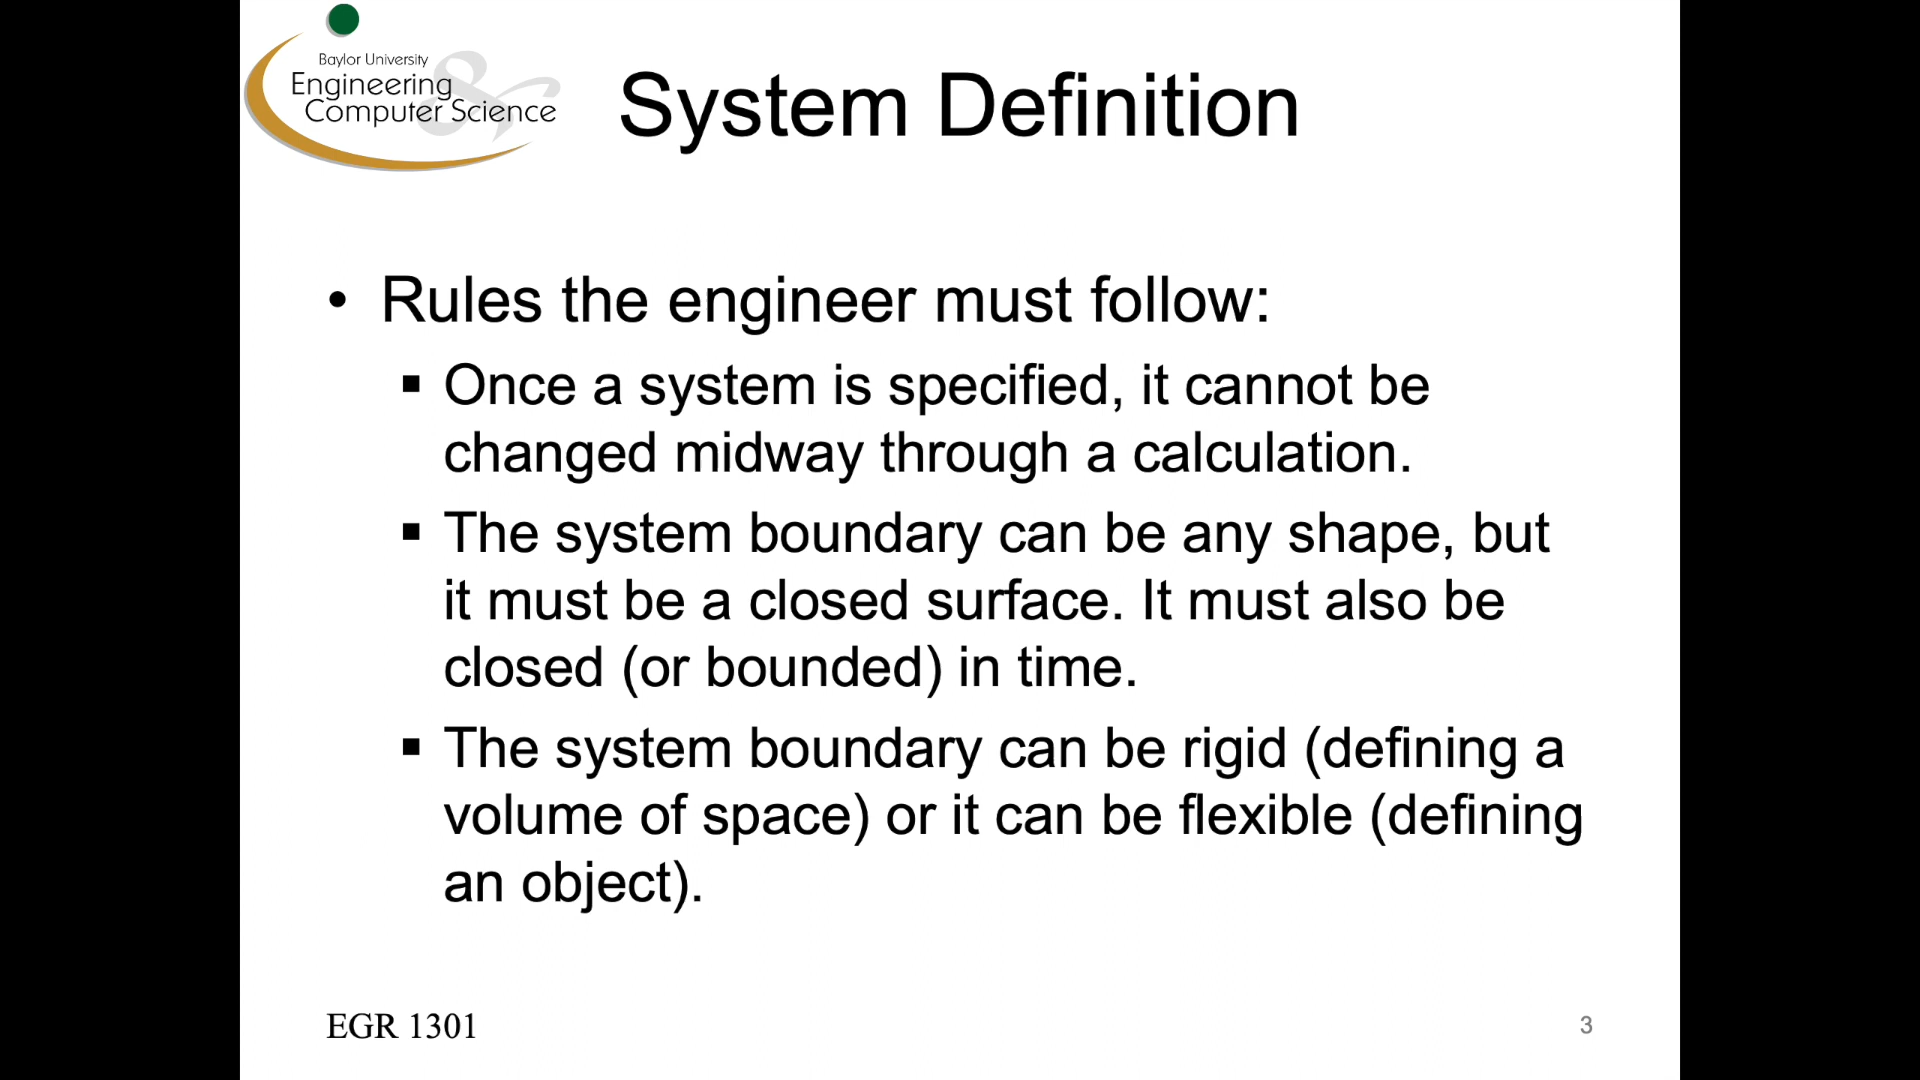 Baylor University
Engineering
Computer Science
&
System Definition
• Rules the engineer must follow:
▪ Once a system is specified, it cannot be
changed midway through a calculation.
▪ The system boundary can be any shape, but
it must be a closed surface. It must also be
closed (or bounded) in time.
▪ The system boundary can be rigid (defining a
volume of space) or it can be flexible (defining
an object).
EGR 1301
3